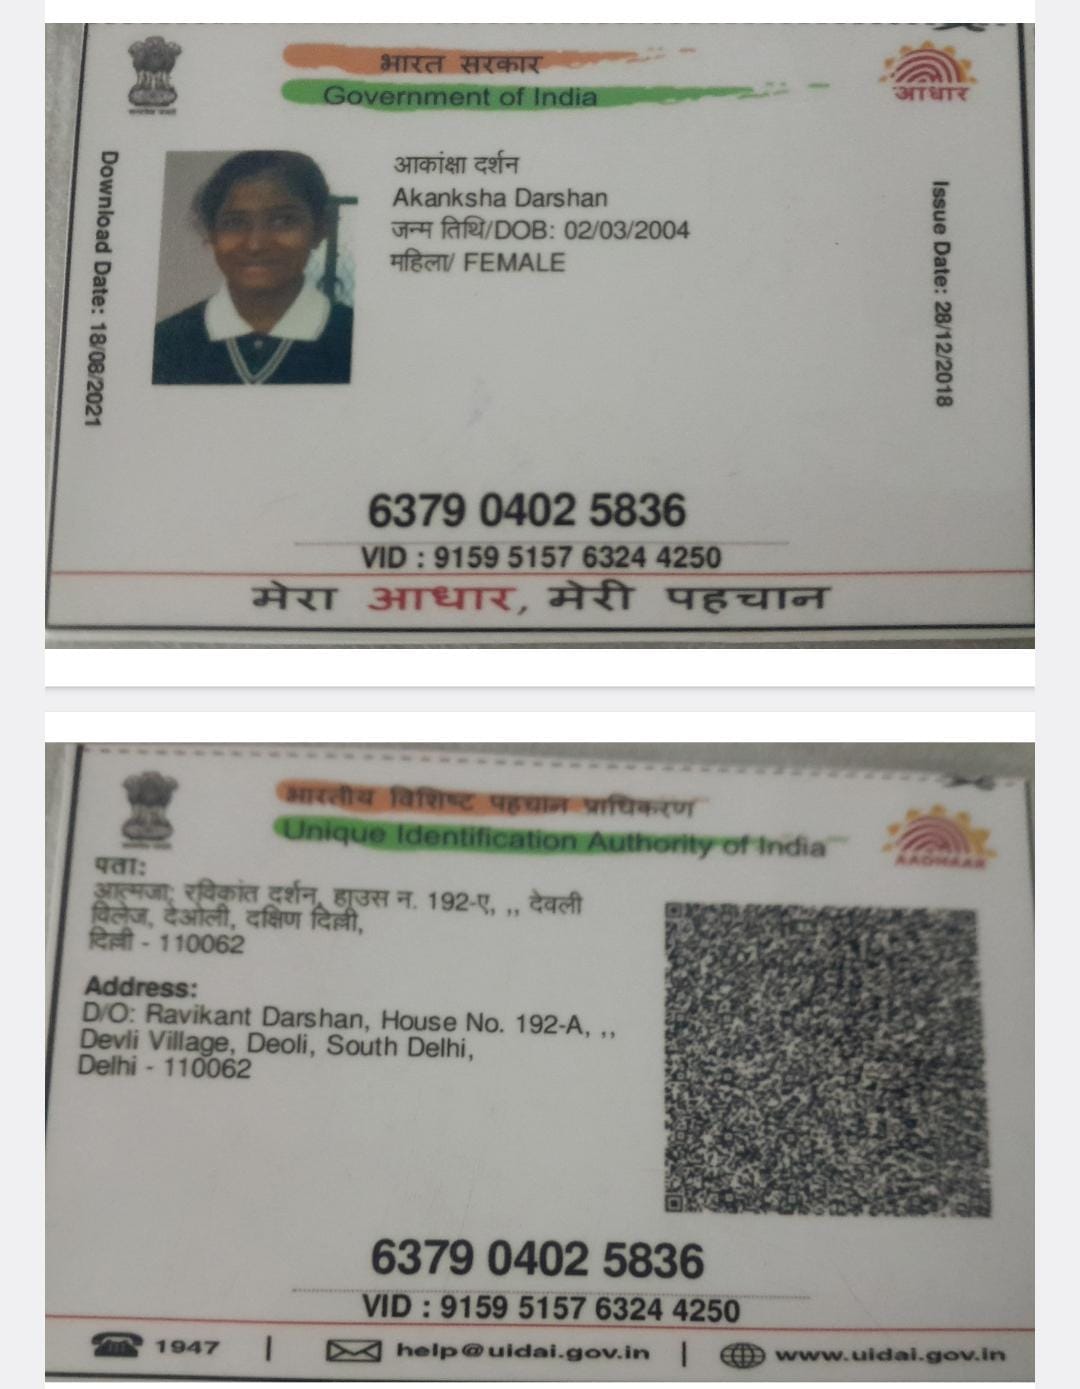 भारत सरकार
Government of India
आधार
Download Date: 18/08/2021
आकांक्षा दर्शन
Akanksha Darshan
जन्म तिथि/DOB: 02/03/2004
महिला/ FEMALE
Issue Date: 28/12/2018
6379 0402 5836
VID : 9159 5157 6324 4250
मेरा आधार, मेरी पहचान
भारतीय विशिष्ट पहचान प्राधिकरण
Unique Identification Authority of India
AADHAAR
पता:
आत्मजा: रविकांत दर्शन, हाउस न. 192-ए, ,, देवली
विलेज, देओली, दक्षिण दिल्ली,
दिल्ली - 110062
Address:
D/O: Ravikant Darshan, House No. 192-A, ,,
Devli Village, Deoli, South Delhi,
Delhi - 110062
6379 0402 5836
VID : 9159 5157 6324 4250
1947 | help@uidai.gov.in | www.uidai.gov.in